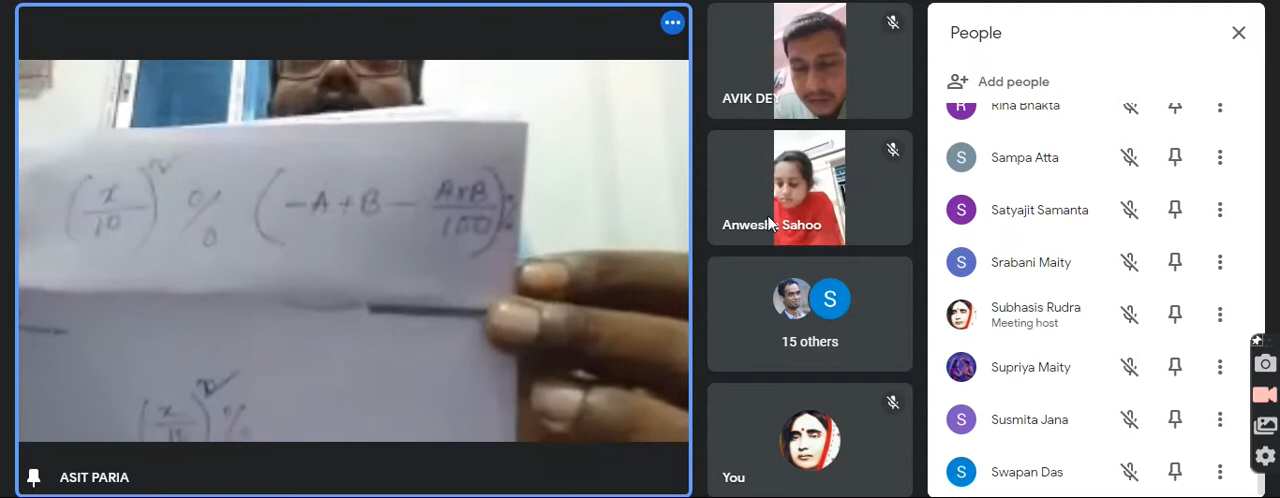 (x/10)² % (-A+B- A×B/100)%
(x/10)² %
ASIT PARIA
AVIK DEY
Anwesha Sahoo
S
15 others
You
People
Add people
R Rina Bhakta
S Sampa Atta
S Satyajit Samanta
S Srabani Maity
Subhasis Rudra
Meeting host
Supriya Maity
S Susmita Jana
S Swapan Das